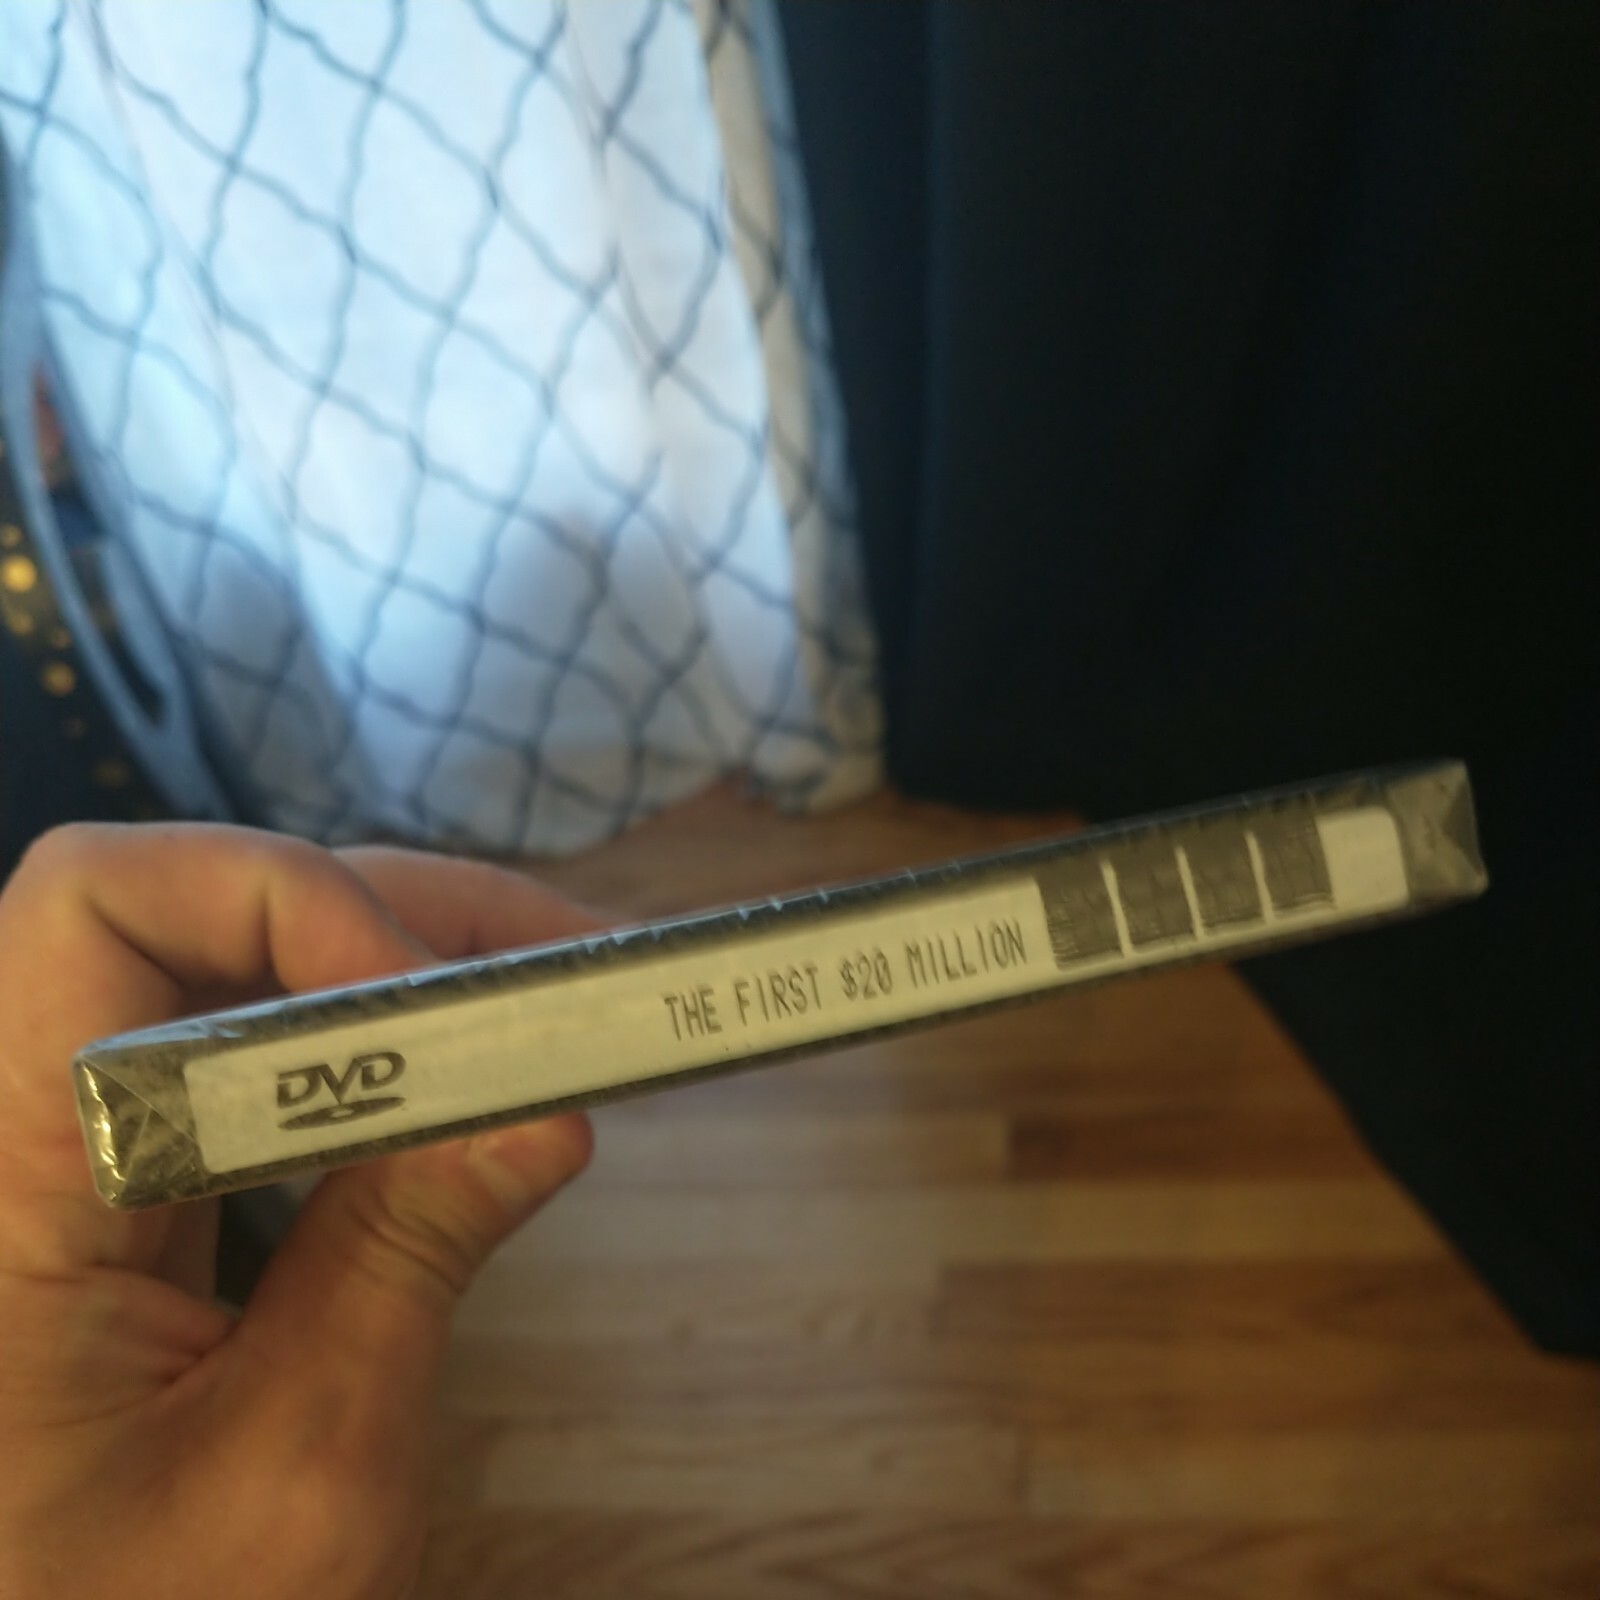 DVD
THE FIRST $20 MILLION